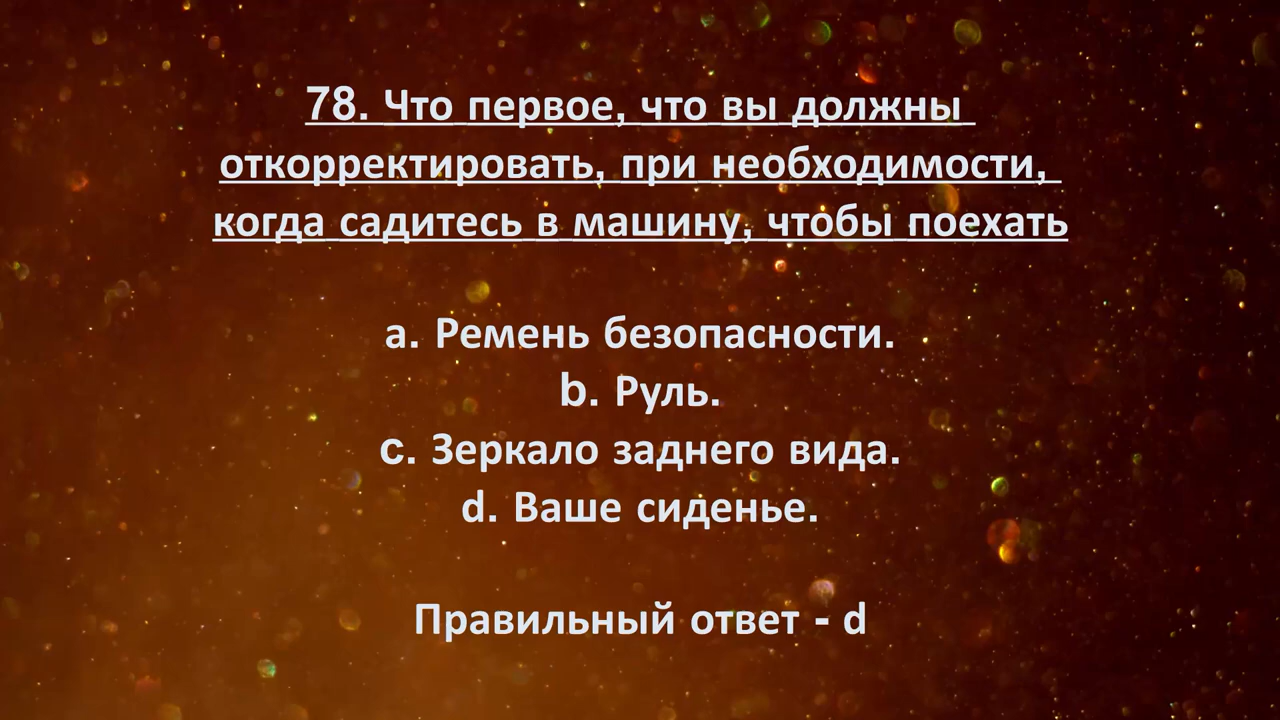 78. Что первое, что вы должны
откорректировать, при необходимости,
когда садитесь в машину, чтобы поехать
a. Ремень безопасности.
b. Руль.
c. Зеркало заднего вида.
d. Ваше сиденье.
Правильный ответ - d